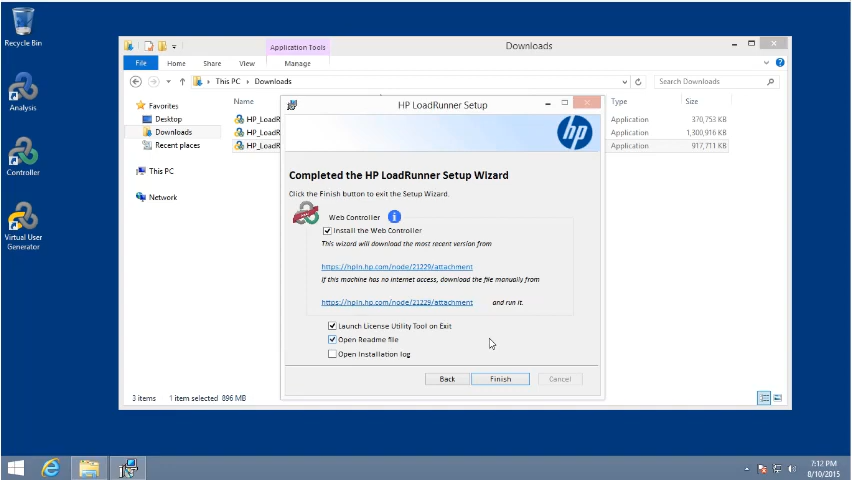 Recycle Bin
Analysis
Controller
Virtual User
Generator
Application Tools
Downloads
File
Home
Share
View
Manage
This PC
Downloads
Search Downloads
Favorites
Desktop
Downloads
Recent places
This PC
Network
Name
Type
Size
HP_LoadR
Application
370,753 KB
HP_LoadR
Application
1,300,916 KB
HP_LoadR
Application
917,711 KB
HP LoadRunner Setup
hp
Completed the HP LoadRunner Setup Wizard
Click the Finish button to exit the Setup Wizard.
Web Controller
Install the Web Controller
This wizard will download the most recent version from
https://hpln.hp.com/node/21229/attachment
If this machine has no internet access, download the file manually from
https://hpln.hp.com/node/21229/attachment and run it.
Launch License Utility Tool on Exit
Open Readme file
Open Installation log
Back
Finish
Cancel
3 items
1 item selected 896 MB
7:12 PM
8/10/2015